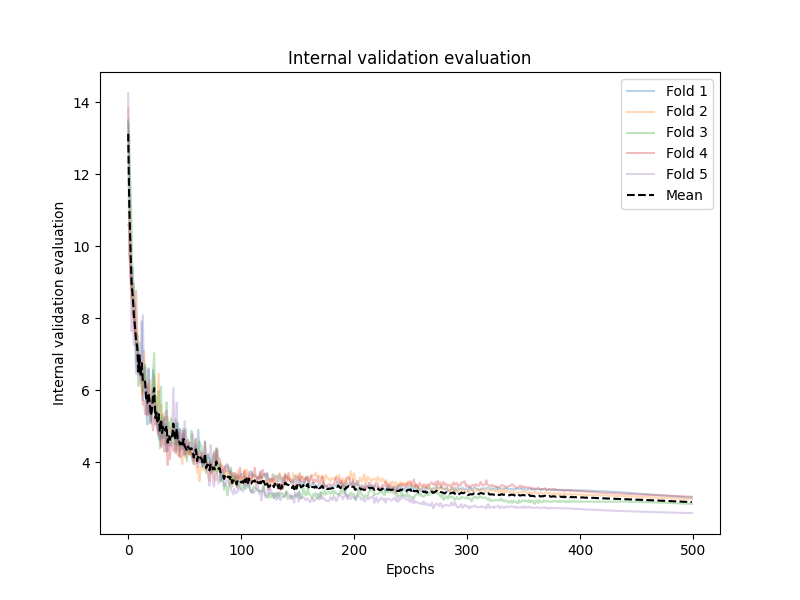 Internal validation evaluation
Internal validation evaluation
14
12
10
8
6
4
0
100
200
300
400
500
Epochs
Fold 1
Fold 2
Fold 3
Fold 4
Fold 5
Mean